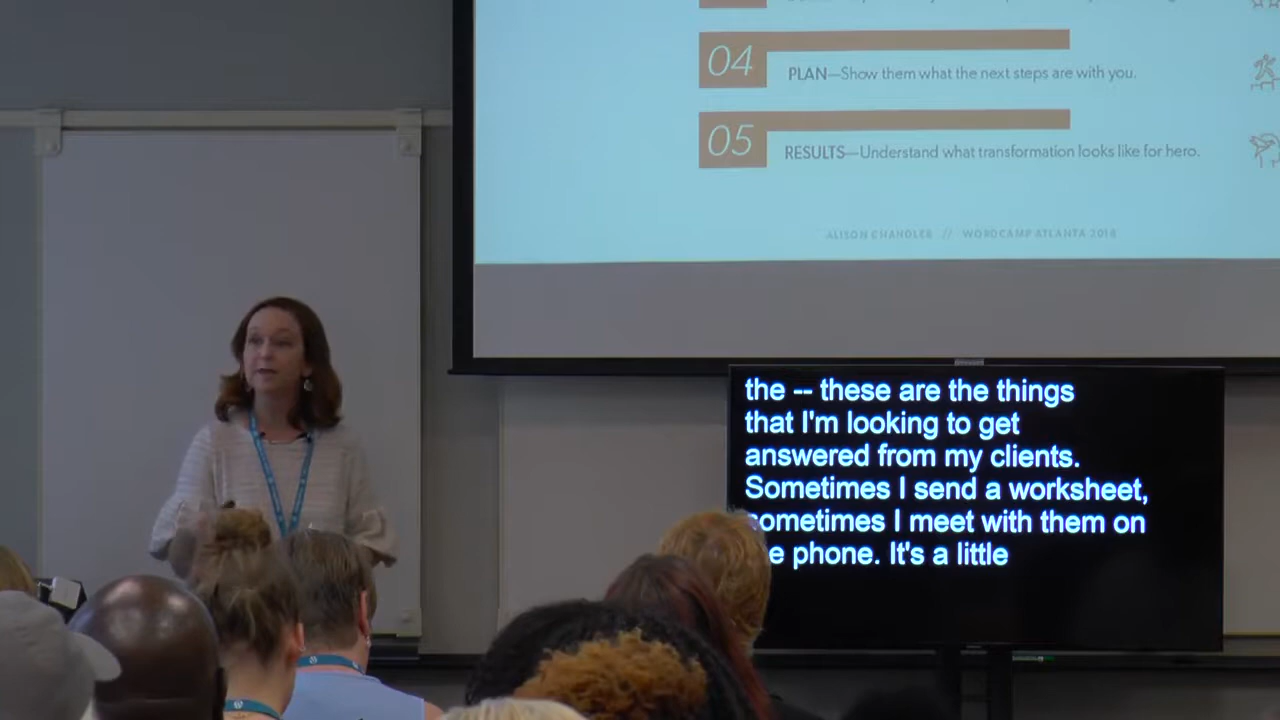 04
PLAN—Show them what the next steps are with you.
05
RESULTS—Understand what transformation looks like for hero.
ALISON CHANDLER // WORDCAMP ATLANTA 2018
the -- these are the things
that I'm looking to get
answered from my clients.
Sometimes I send a worksheet,
sometimes I meet with them on
e phone. It's a little